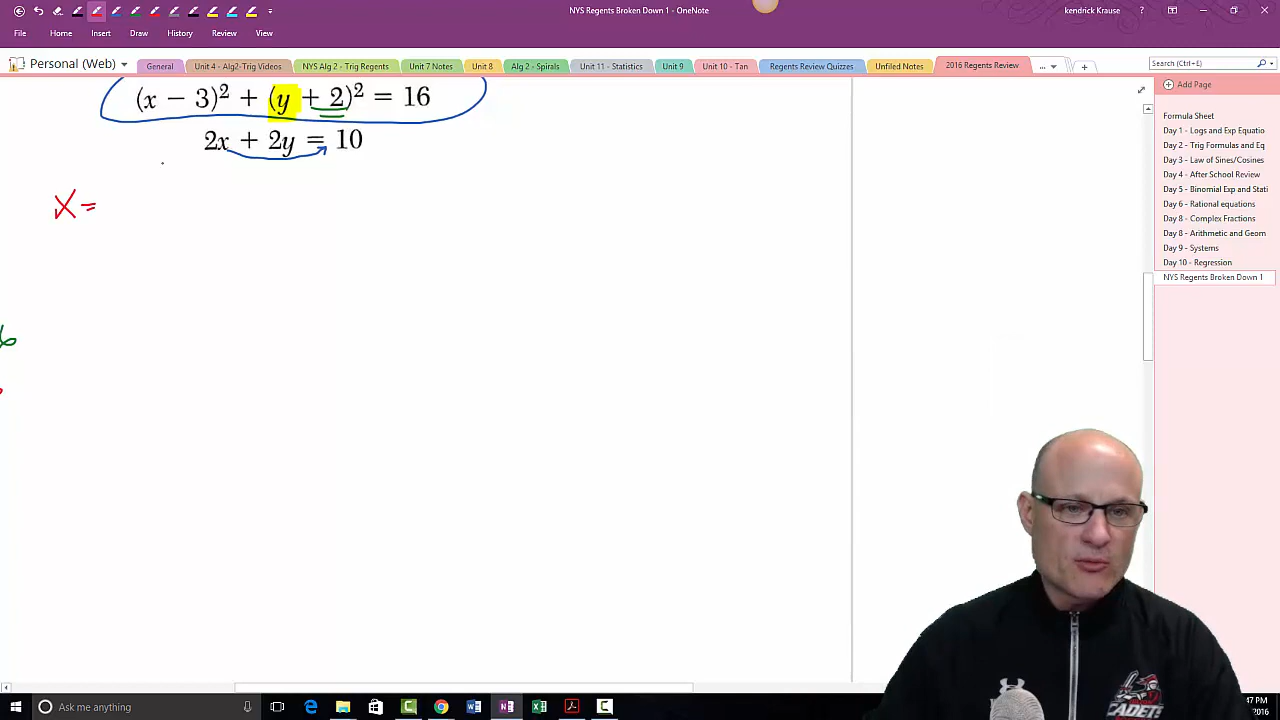 NYS Regents Broken Down 1 - OneNote
kendrick Krause
?
File Home Insert Draw History Review View
Personal (Web)
General
Unit 4 - Alg2-Trig Videos
NYS Alg 2 - Trig Regents
Unit 7 Notes
Unit 8
Alg 2 - Spirals
Unit 11 - Statistics
Unit 9
Unit 10 - Tan
Regents Review Quizzes
Unfiled Notes
2016 Regents Review
...
Search (Ctrl+E)
Add Page
(x − 3)² + (y + 2)² = 16
2x + 2y = 10
X =
6
Formula Sheet
Day 1 - Logs and Exp Equatio
Day 2 - Trig Formulas and Eq
Day 3 - Law of Sines/Cosines
Day 4 - After School Review
Day 5 - Binomial Exp and Stati
Day 6 - Rational equations
Day 8 - Complex Fractions
Day 8 - Arithmetic and Geom
Day 9 - Systems
Day 10 - Regression
NYS Regents Broken Down 1
CADETS
Ask me anything
47 PM
2016